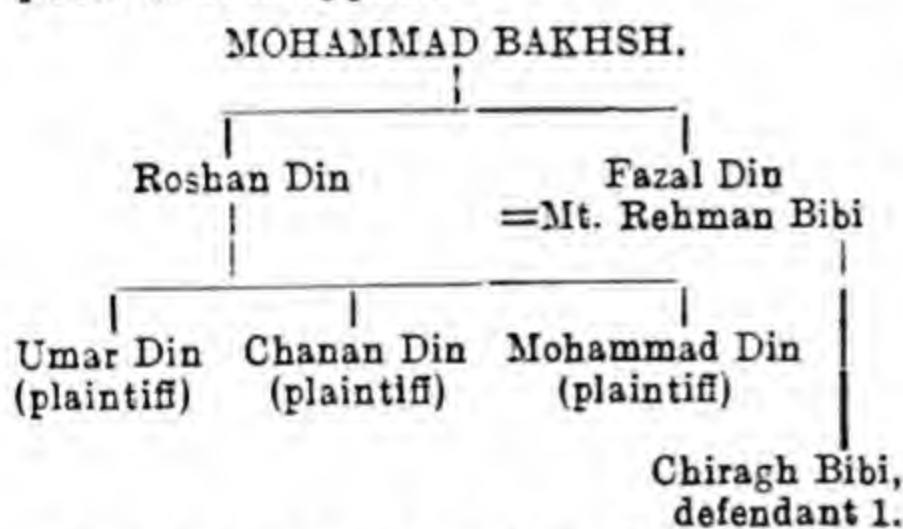 MOHAMMAD BAKHSH.
Roshan Din Fazal Din
=Mt. Rehman Bibi
Umar Din Chanan Din Mohammad Din
(plaintiff) (plaintiff) (plaintiff)
Chiragh Bibi,
defendant 1.